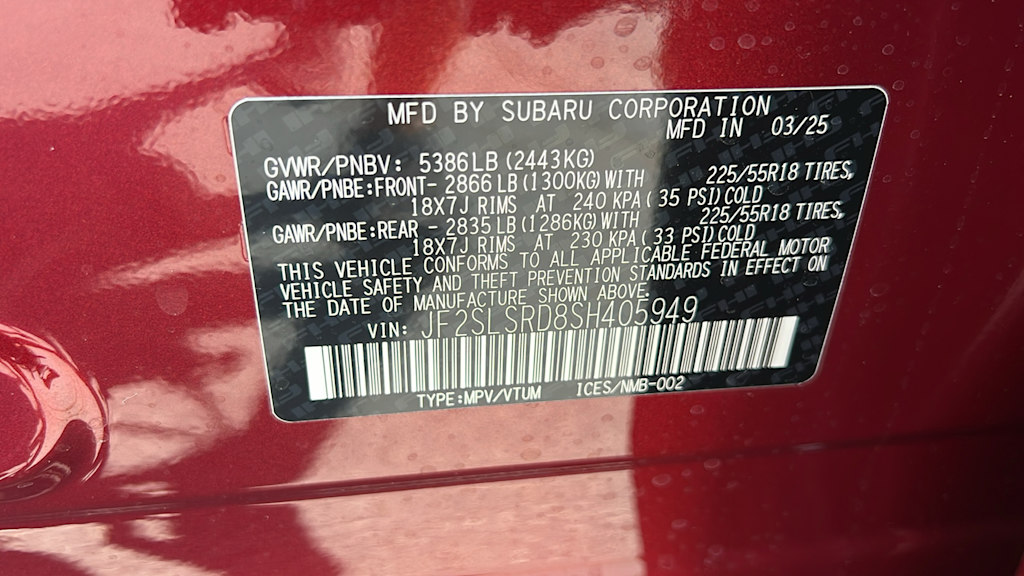 MFD BY SUBARU CORPORATION
MFD IN 03/25
GVWR/PNBV: 5386LB (2443KG)
GAWR/PNBE:FRONT- 2866 LB (1300KG) WITH 225/55R18 TIRES,
18X7J RIMS AT 240 KPA ( 35 PSI) COLD
GAWR/PNBE:REAR - 2835 LB (1286KG) WITH 225/55R18 TIRES,
18X7J RIMS AT 230 KPA ( 33 PSI) COLD
THIS VEHICLE CONFORMS TO ALL APPLICABLE FEDERAL MOTOR
VEHICLE SAFETY AND THEFT PREVENTION STANDARDS IN EFFECT ON
THE DATE OF MANUFACTURE SHOWN ABOVE.
VIN: JF2SLSRD8SH405949
TYPE:MPV/VTUM ICES/NMB-002